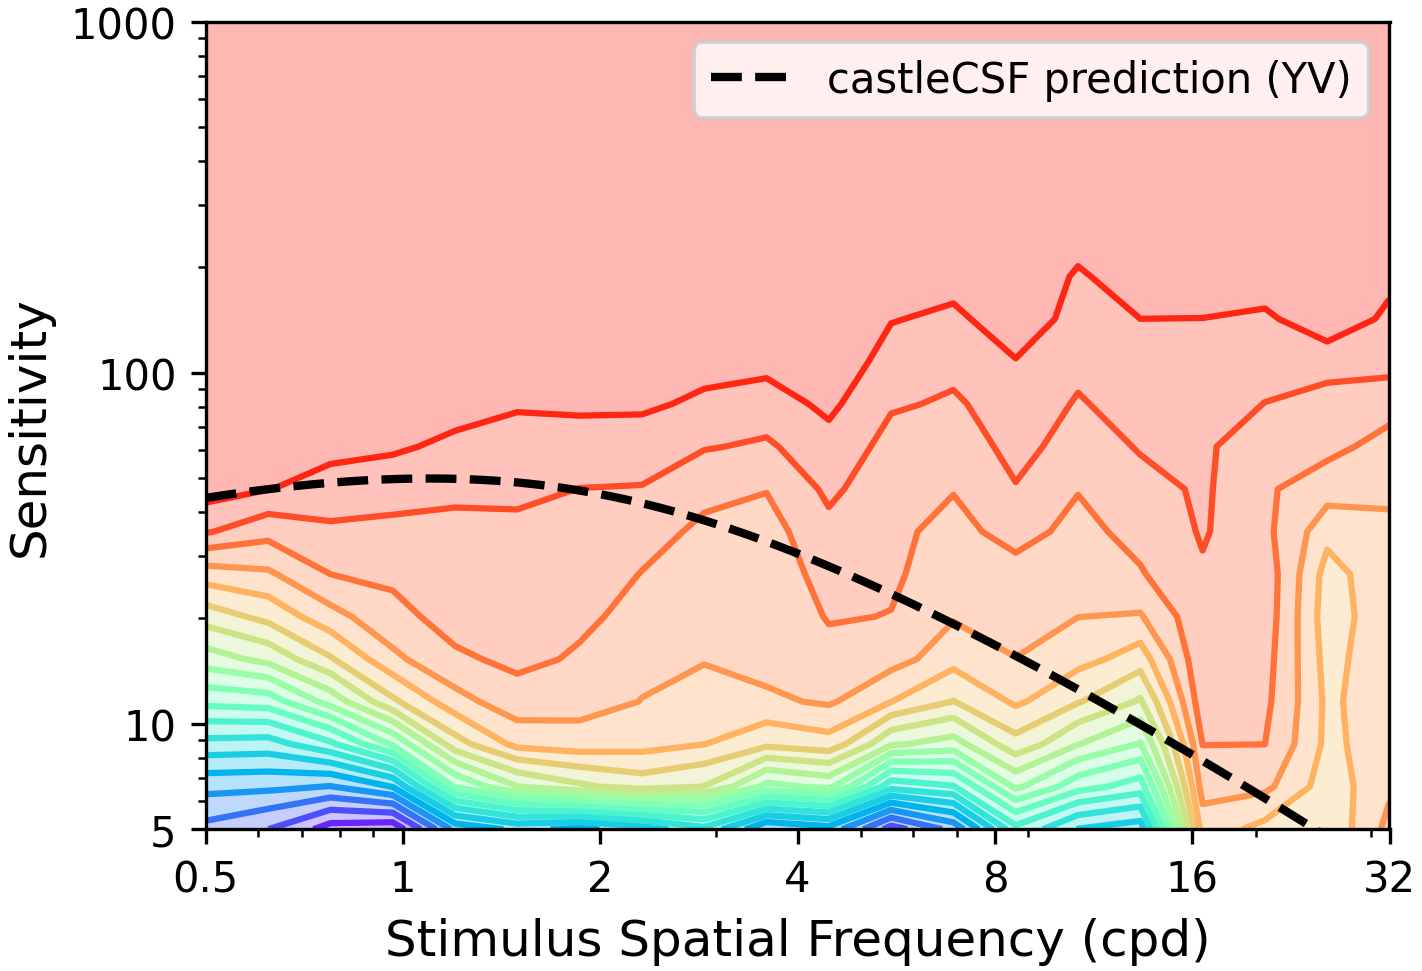 1000
castleCSF prediction (YV)
100
Sensitivity
10
5
0.5 1 2 4 8 16 32
Stimulus Spatial Frequency (cpd)